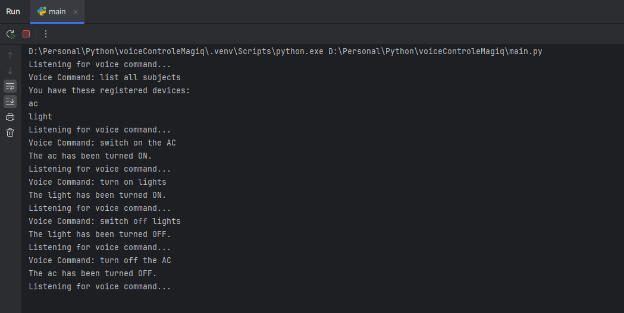 Run main
D:\Personal\Python\voiceControleMagiq\.venv\Scripts\python.exe D:\Personal\Python\voiceControleMagiq\main.py
Listening for voice command...
Voice Command: list all subjects
You have these registered devices:
ac
light
Listening for voice command...
Voice Command: switch on the AC
The ac has been turned ON.
Listening for voice command...
Voice Command: turn on lights
The light has been turned ON.
Listening for voice command...
Voice Command: switch off lights
The light has been turned OFF.
Listening for voice command...
Voice Command: turn off the AC
The ac has been turned OFF.
Listening for voice command...